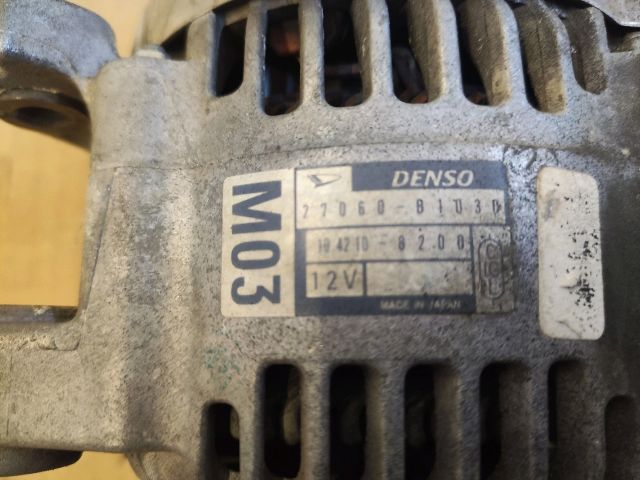 M03
DENSO
27060-B1030
104210-8200
12V
MADE IN JAPAN